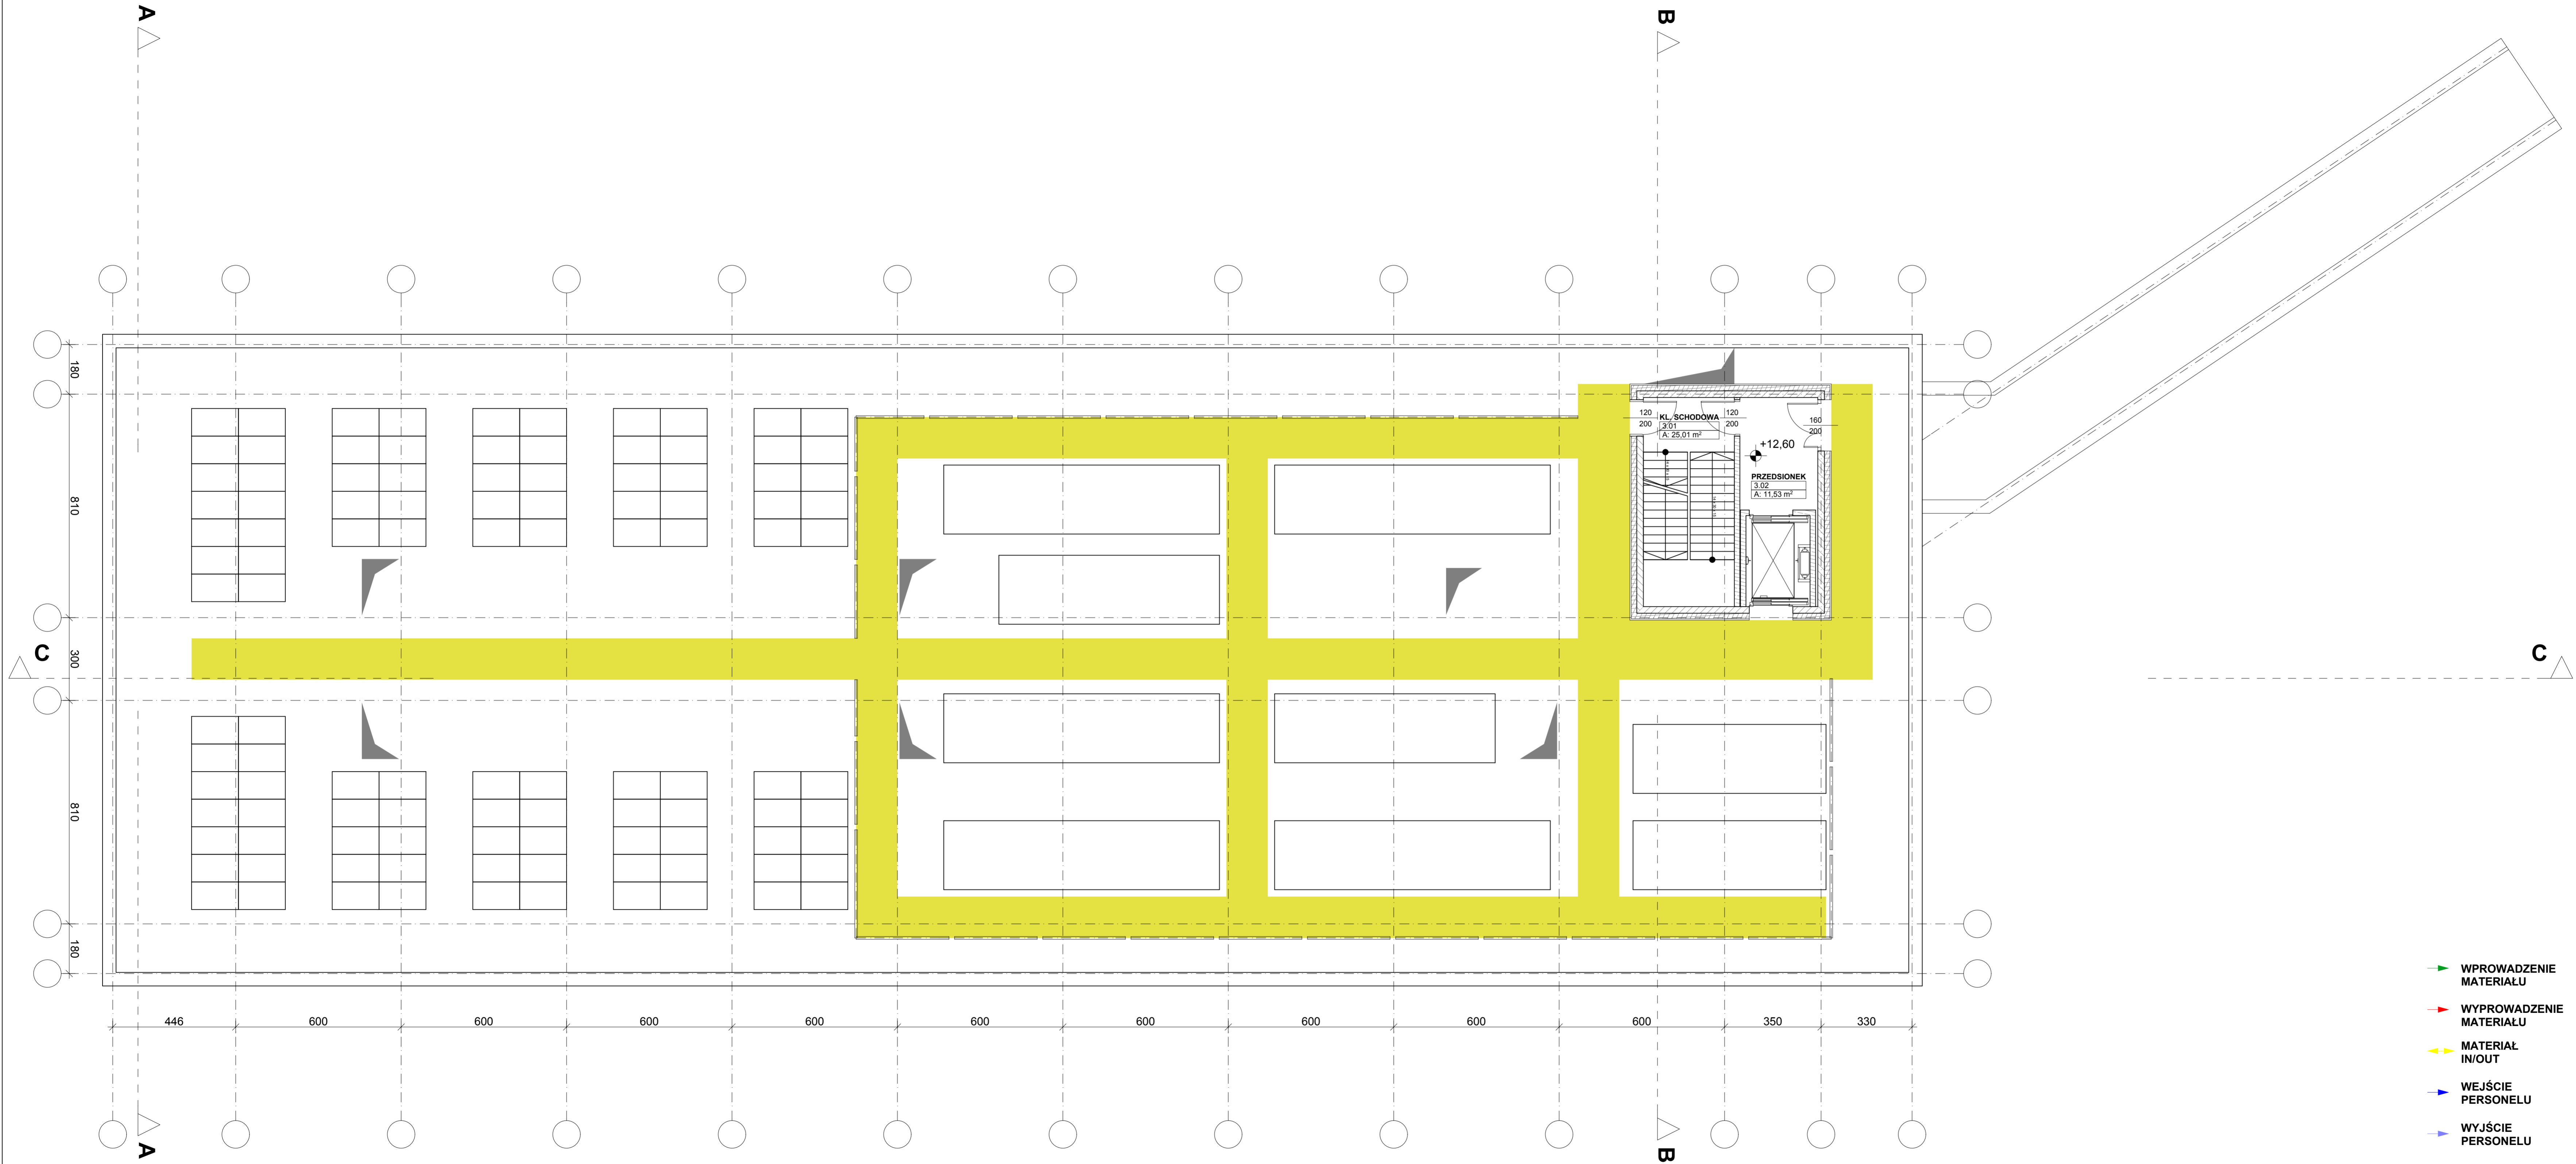 A
B
KL. SCHODOWA
3.01
A: 25,01 m²
120
200
120
200
160
200
+12,60
PRZEDSIONEK
3.02
A: 11,53 m²
180
810
300
810
180
C
C
446
600
600
600
600
600
600
600
600
600
350
330
A
B
WPROWADZENIE
MATERIAŁU
WYPROWADZENIE
MATERIAŁU
MATERIAŁ
IN/OUT
WEJŚCIE
PERSONELU
WYJŚCIE
PERSONELU